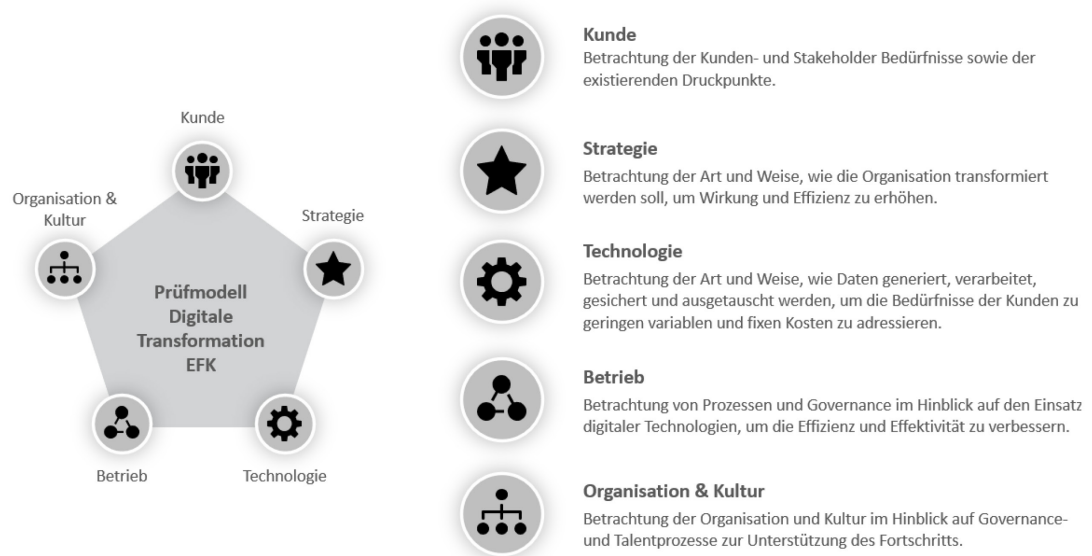 Kunde
Organisation &
Kultur
Strategie
Prüfmodell
Digitale
Transformation
EFK
Betrieb
Technologie
Kunde
Betrachtung der Kunden- und Stakeholder Bedürfnisse sowie der
existierenden Druckpunkte.
Strategie
Betrachtung der Art und Weise, wie die Organisation transformiert
werden soll, um Wirkung und Effizienz zu erhöhen.
Technologie
Betrachtung der Art und Weise, wie Daten generiert, verarbeitet,
gesichert und ausgetauscht werden, um die Bedürfnisse der Kunden zu
geringen variablen und fixen Kosten zu adressieren.
Betrieb
Betrachtung von Prozessen und Governance im Hinblick auf den Einsatz
digitaler Technologien, um die Effizienz und Effektivität zu verbessern.
Organisation & Kultur
Betrachtung der Organisation und Kultur im Hinblick auf Governance-
und Talentprozesse zur Unterstützung des Fortschritts.